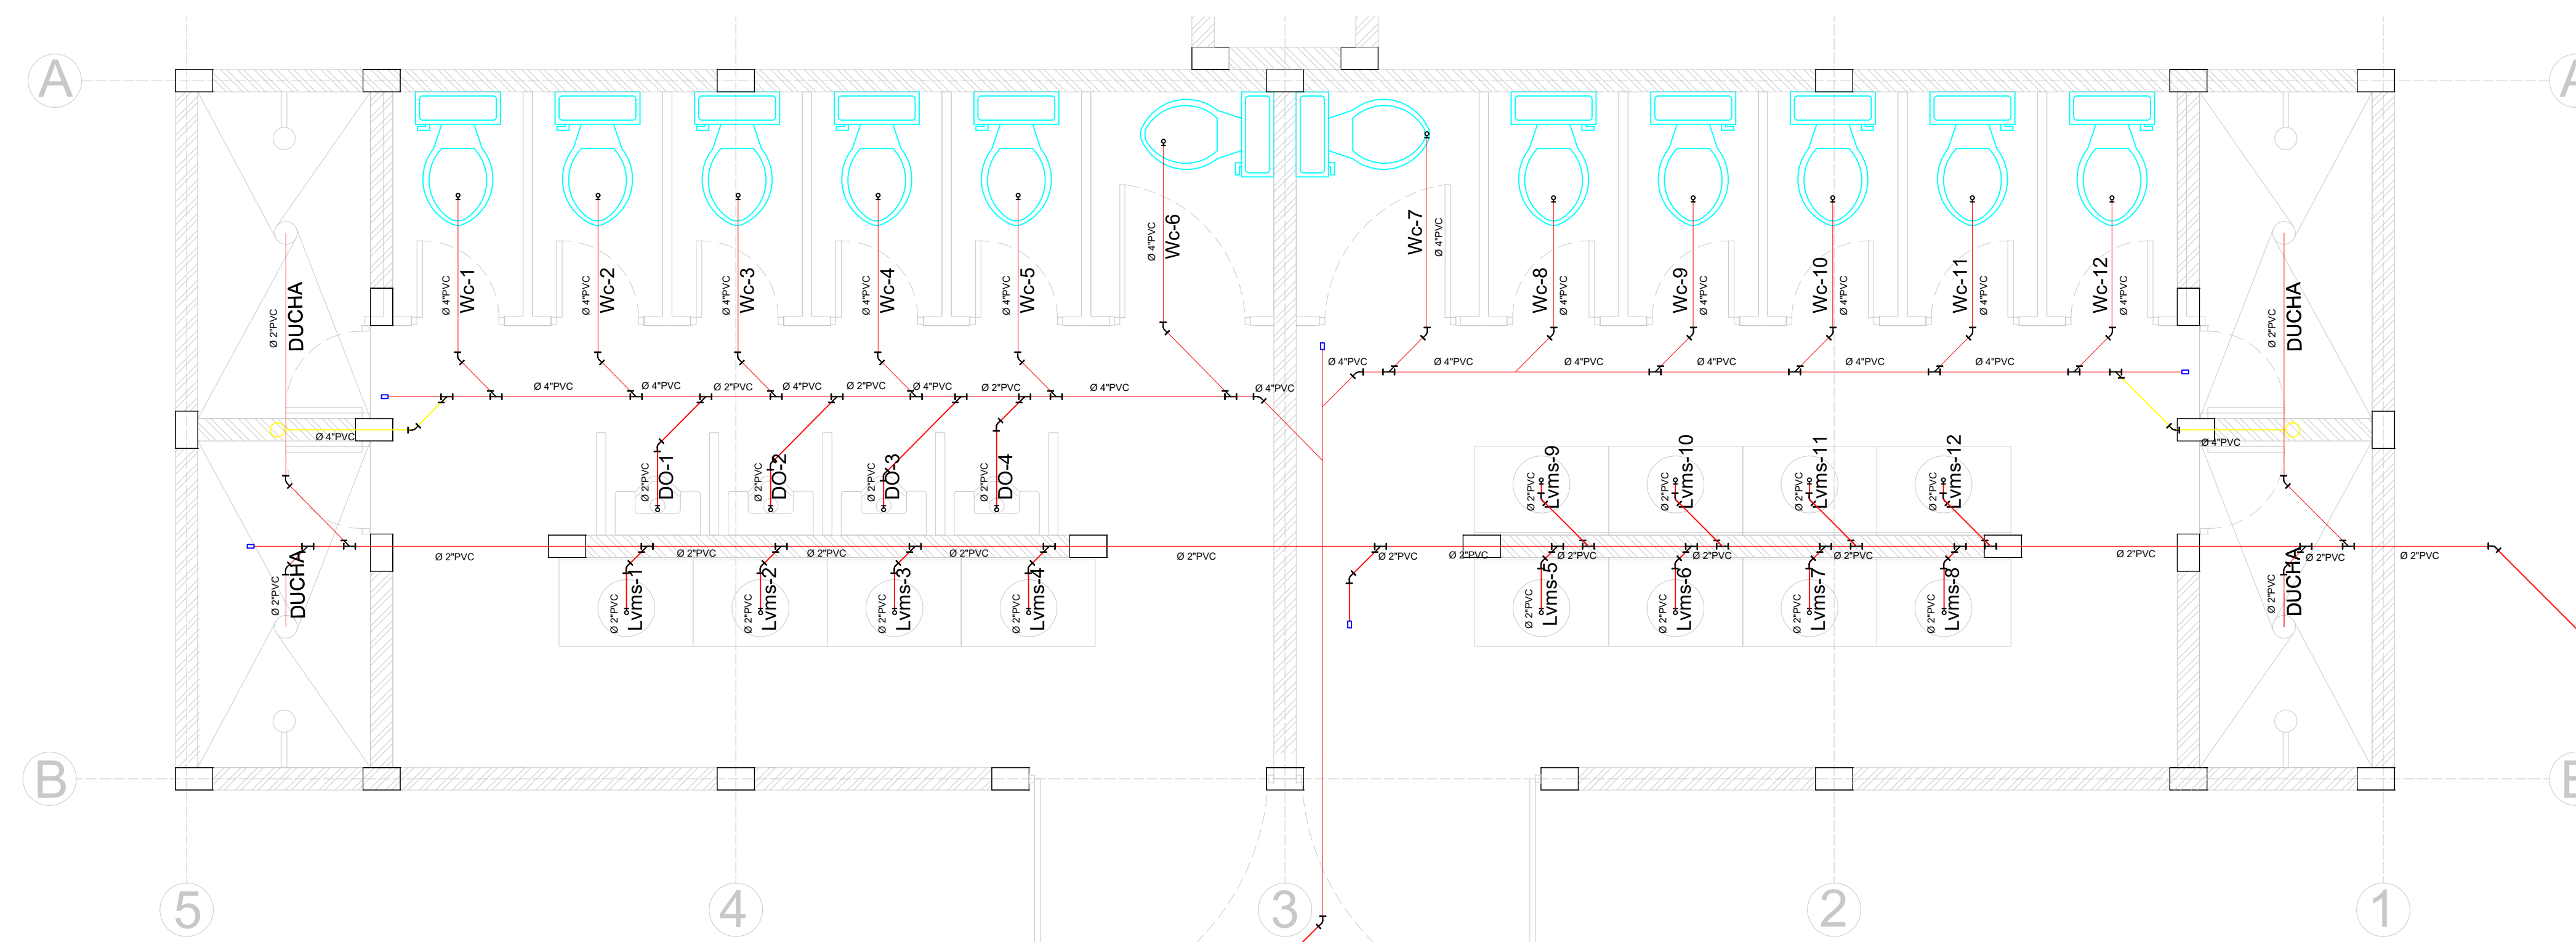 A
A
Wc-1
Ø 4"PVC
Wc-2
Ø 4"PVC
Wc-3
Ø 4"PVC
Wc-4
Ø 4"PVC
Wc-5
Ø 4"PVC
Wc-6
Ø 4"PVC
Wc-7
Ø 4"PVC
Wc-8
Ø 4"PVC
Wc-9
Ø 4"PVC
Wc-10
Ø 4"PVC
Wc-11
Ø 4"PVC
Wc-12
Ø 4"PVC
Ø 2"PVC
DUCHA
Ø 2"PVC
DUCHA
Ø 4"PVC
Ø 4"PVC
Ø 4"PVC
Ø 4"PVC
Ø 4"PVC
Ø 4"PVC
Ø 4"PVC
Ø 4"PVC
Ø 2"PVC
Ø 4"PVC
Ø 2"PVC
Ø 4"PVC
Ø 2"PVC
Ø 4"PVC
Ø 4"PVC
Ø 4"PVC
Ø 4"PVC
Ø 2"PVC
DO-1
Ø 2"PVC
DO-2
Ø 2"PVC
DO-3
Ø 2"PVC
DO-4
Ø 2"PVC
Lvms-9
Ø 2"PVC
Lvms-10
Ø 2"PVC
Lvms-11
Ø 2"PVC
Lvms-12
Ø 2"PVC
Ø 2"PVC
Ø 2"PVC
Ø 2"PVC
Ø 2"PVC
Ø 2"PVC
Ø 2"PVC
Ø 2"PVC
Ø 2"PVC
Ø 2"PVC
Ø 2"PVC
Ø 2"PVC
Ø 2"PVC
Ø 2"PVC
DUCHA
Ø 2"PVC
Lvms-1
Ø 2"PVC
Lvms-2
Ø 2"PVC
Lvms-3
Ø 2"PVC
Lvms-4
Ø 2"PVC
Lvms-5
Ø 2"PVC
Lvms-6
Ø 2"PVC
Lvms-7
Ø 2"PVC
Lvms-8
Ø 2"PVC
Ø 2"PVC
DUCHA
B
5
4
3
2
1